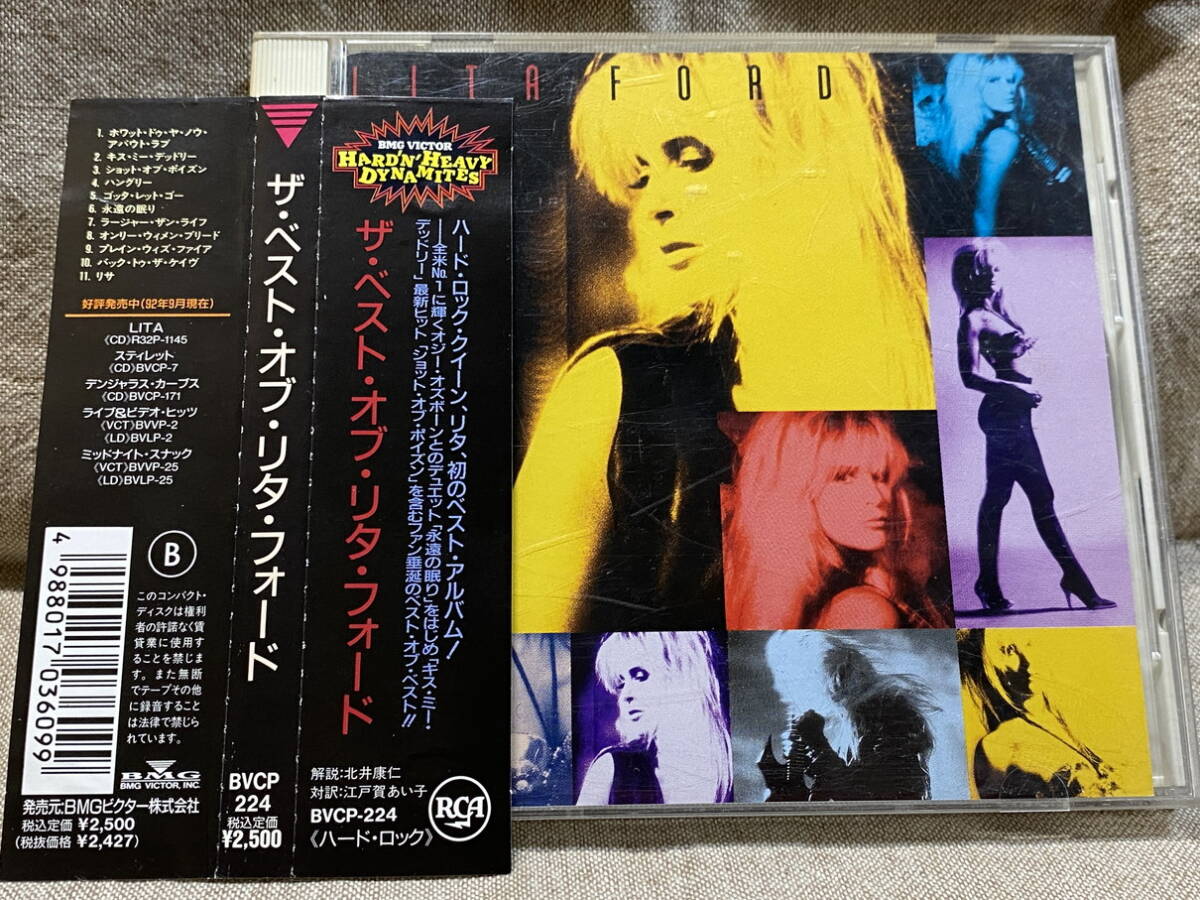 LITA FORD
1. ホワット・ドゥ・ヤ・ノウ・
アバウト・ラブ
2. キス・ミー・デッドリー
3. ショット・オブ・ポイズン
4. ハングリー
5. ゴッタ・レット・ゴー
6. 永遠の眠り
7. ラージャー・ザン・ライフ
8. オンリー・ウィメン・ブリード
9. プレイン・ウィズ・ファイア
10. バック・トゥ・ザ・ケイヴ
11. リサ
好評発売中(92年9月現在)
LITA
《CD》R32P-1145
スティレット
《CD》BVCP-7
デンジャラス・カーブス
《CD》BVCP-171
ライブ&ビデオ・ヒッツ
《VCT》BVVP-2
《LD》BVLP-2
ミッドナイト・スナック
《VCT》BVVP-25
《LD》BVLP-25
4 988017 036099
B
このコンパクト・
ディスクは権利
者の許諾なく賃
貸業に使用す
ることを禁じま
す。また無断
でテープその他
に録音すること
は法律で禁じら
れています。
BMG
BMG VICTOR, INC.
発売元:BMGビクター株式会社
税込定価 ¥2,500
(税抜価格 ¥2,427)
ザ・ベスト・オブ・リタ・フォード
BVCP
224
税込定価
¥2,500
BMG VICTOR
HARD'N'HEAVY
DYNAMITES
ハード・ロック・クイーン、リタ、初のベスト・アルバム!
──全米No.1に輝くオジー・オズボーンとのデュエット「永遠の眠り」をはじめ「キス・ミー・
デッドリー」最新ヒット「ショット・オブ・ポイズン」を含むファン垂涎のベスト・オブ・ベスト!!
ザ・ベスト・オブ・リタ・フォード
解説:北井康仁
対訳:江戸賀あい子
BVCP-224
《ハード・ロック》
RCA